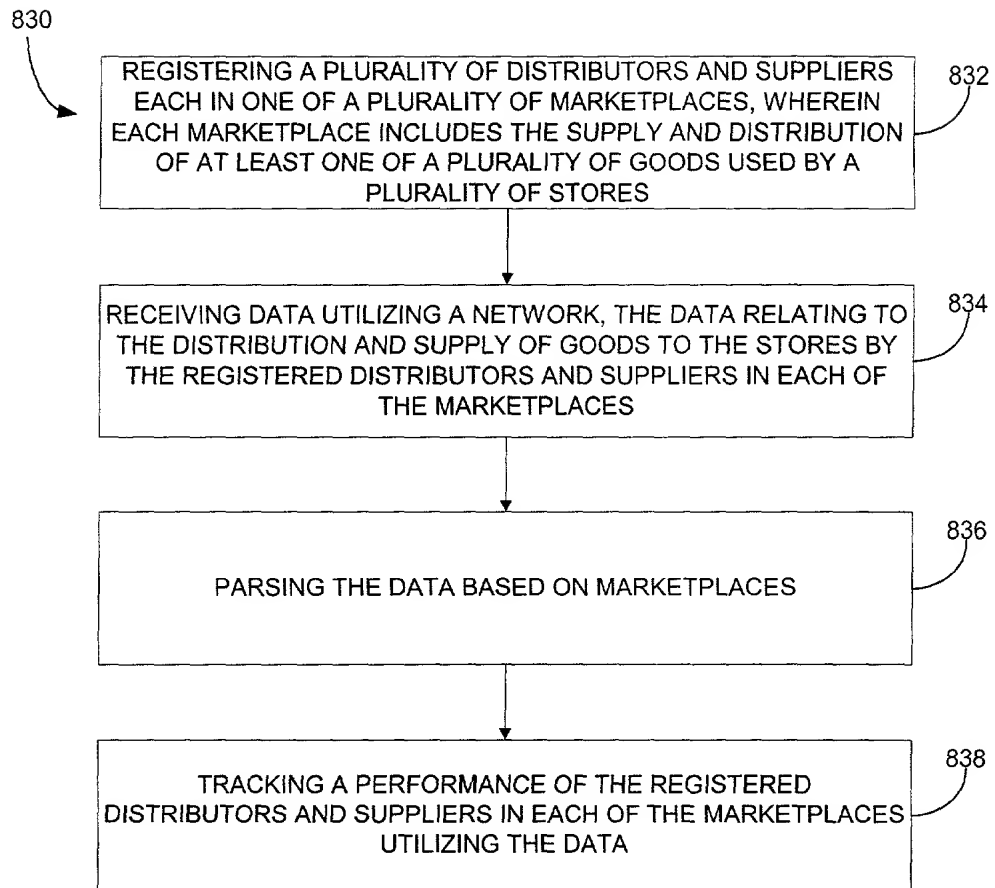 830
REGISTERING A PLURALITY OF DISTRIBUTORS AND SUPPLIERS
EACH IN ONE OF A PLURALITY OF MARKETPLACES, WHEREIN
EACH MARKETPLACE INCLUDES THE SUPPLY AND DISTRIBUTION
OF AT LEAST ONE OF A PLURALITY OF GOODS USED BY A
PLURALITY OF STORES
832
RECEIVING DATA UTILIZING A NETWORK, THE DATA RELATING TO
THE DISTRIBUTION AND SUPPLY OF GOODS TO THE STORES BY
THE REGISTERED DISTRIBUTORS AND SUPPLIERS IN EACH OF
THE MARKETPLACES
834
PARSING THE DATA BASED ON MARKETPLACES
836
TRACKING A PERFORMANCE OF THE REGISTERED
DISTRIBUTORS AND SUPPLIERS IN EACH OF THE MARKETPLACES
UTILIZING THE DATA
838